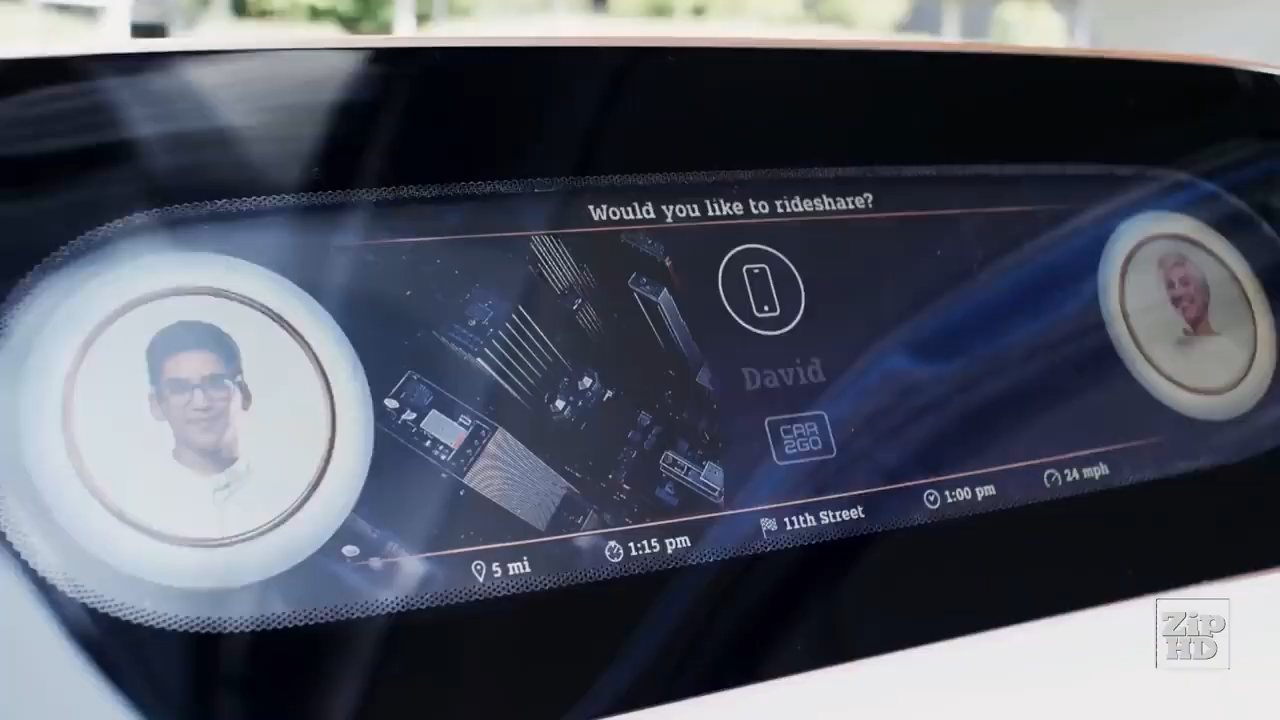 Would you like to rideshare?
David
CAR
2GO
5 mi
1:15 pm
11th Street
1:00 pm
24 mph
Zip
HD